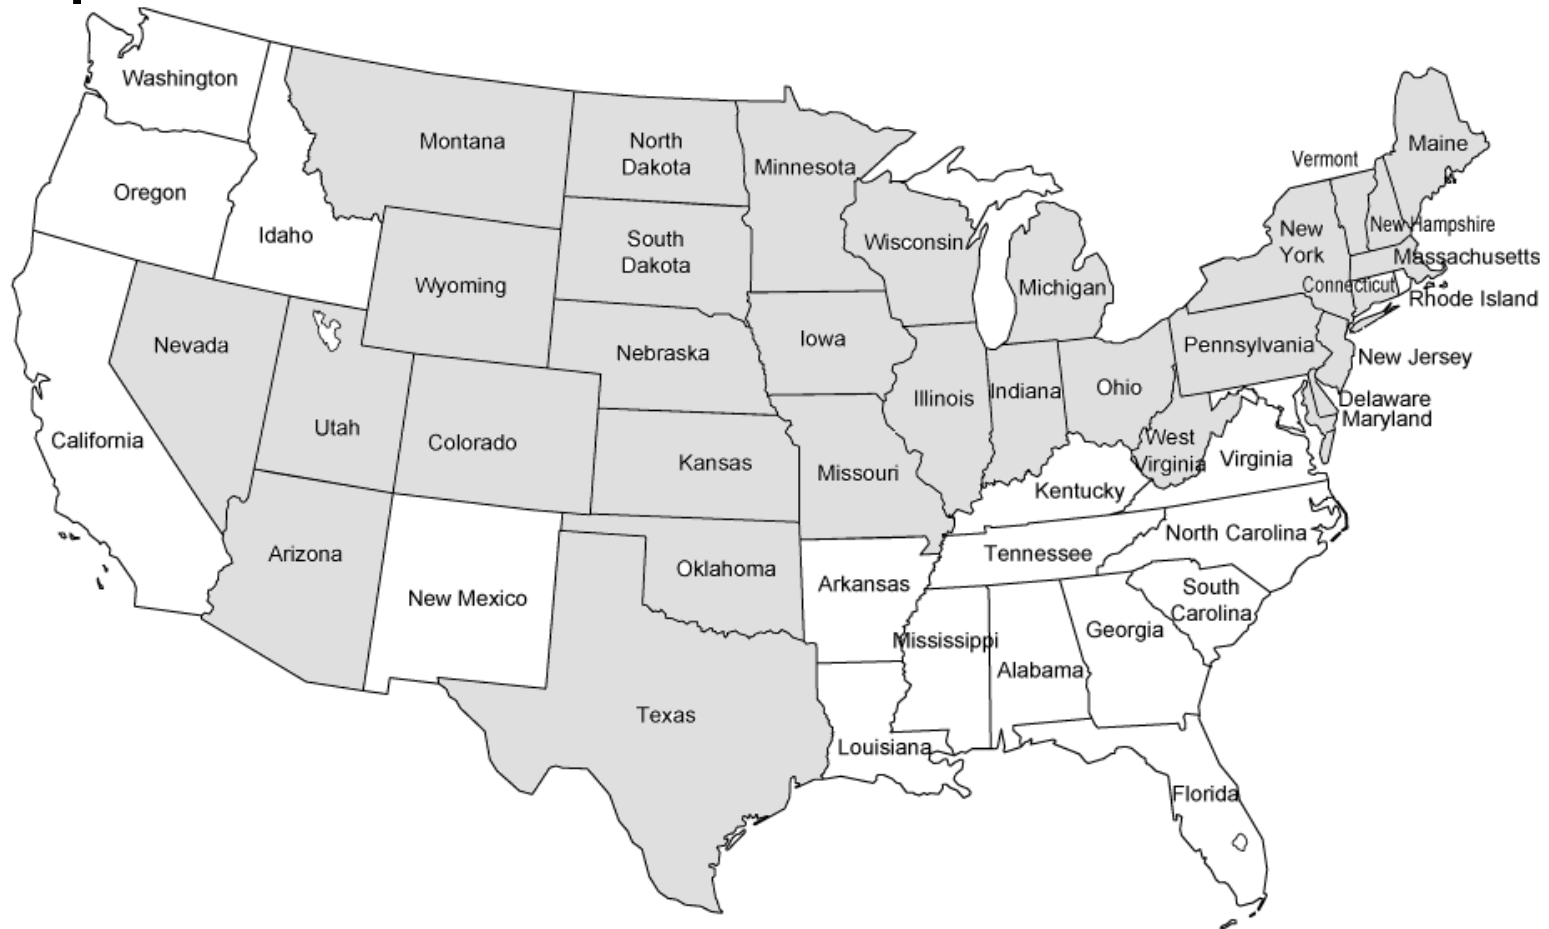 Washington
Oregon
Idaho
Montana
North
Dakota
Minnesota
Wisconsin
Michigan
Vermont
Maine
New Hampshire
New
York
Massachusetts
Connecticut
Rhode Island
South
Dakota
Wyoming
Nevada
Utah
Colorado
Nebraska
Iowa
Illinois
Indiana
Ohio
Pennsylvania
New Jersey
Delaware
Maryland
California
Kansas
Missouri
West
Virginia
Virginia
Kentucky
Arizona
New Mexico
Oklahoma
Arkansas
Tennessee
North Carolina
South
Carolina
Mississippi
Alabama
Georgia
Texas
Louisiana
Florida